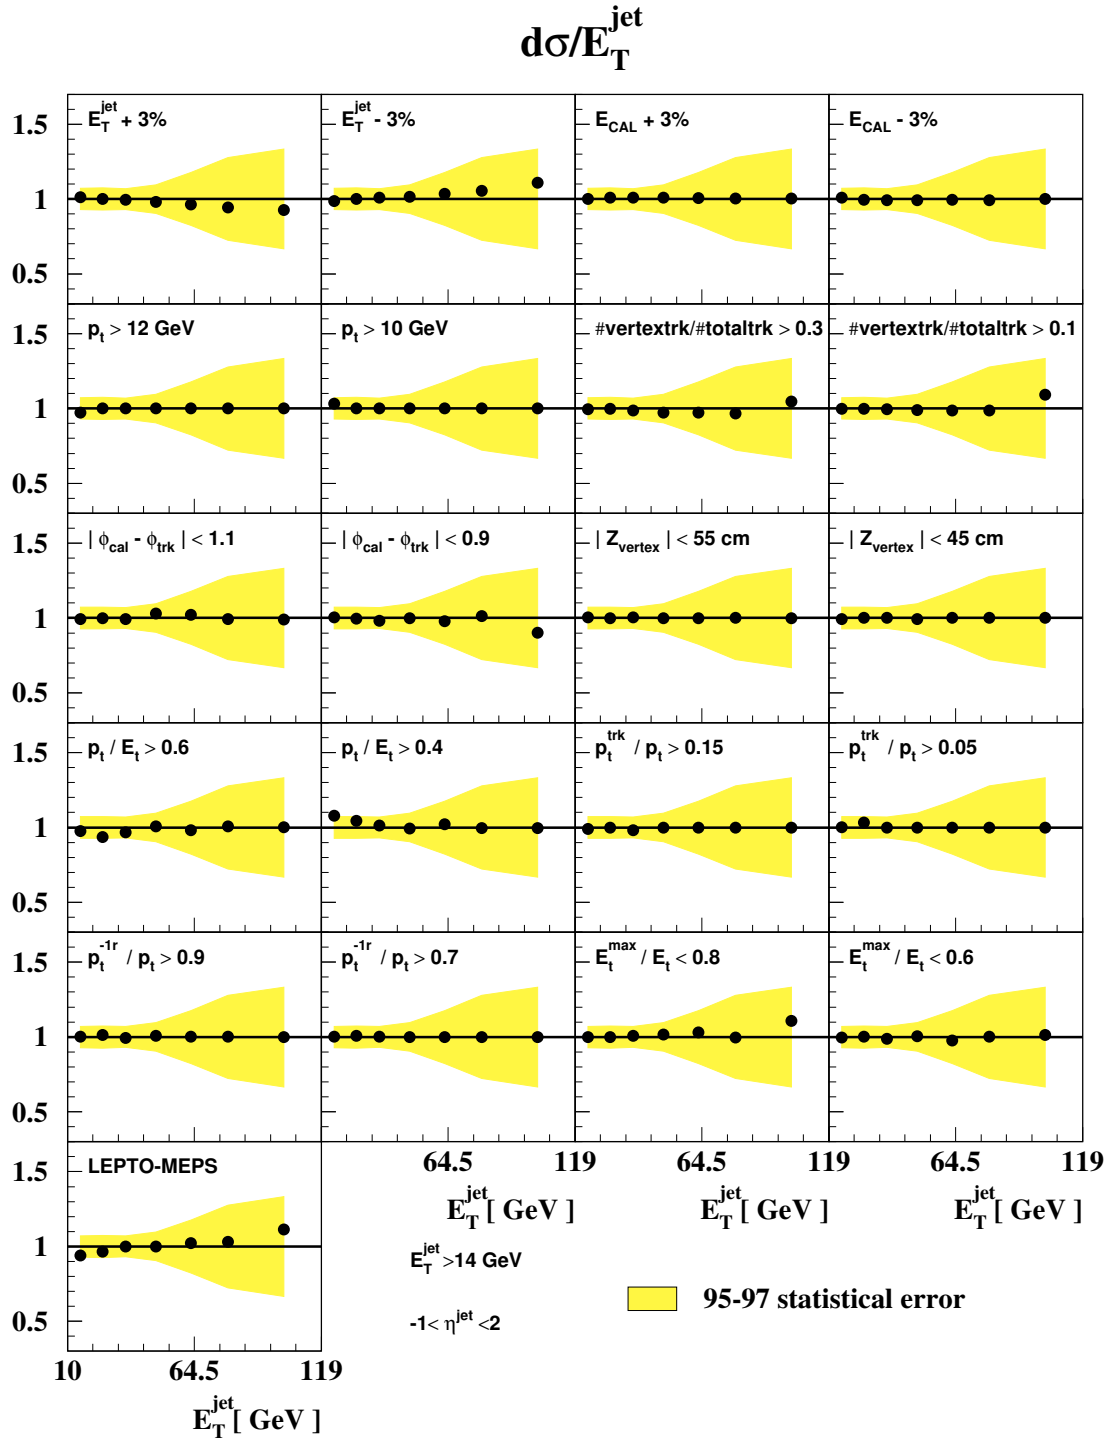 dσ/E_T^jet
E_T^jet + 3%
E_T^jet - 3%
E_CAL + 3%
E_CAL - 3%
1.5
1
0.5
p_t > 12 GeV
p_t > 10 GeV
#vertextrk/#totaltrk > 0.3
#vertextrk/#totaltrk > 0.1
1.5
1
0.5
| ϕ_cal - ϕ_trk | < 1.1
| ϕ_cal - ϕ_trk | < 0.9
| Z_vertex | < 55 cm
| Z_vertex | < 45 cm
1.5
1
0.5
p_t / E_t > 0.6
p_t / E_t > 0.4
p_t^trk / p_t > 0.15
p_t^trk / p_t > 0.05
1.5
1
0.5
p_t^-1r / p_t > 0.9
p_t^-1r / p_t > 0.7
E_t^max / E_t < 0.8
E_t^max / E_t < 0.6
1.5
1
0.5
LEPTO-MEPS
1.5
1
0.5
64.5 119 64.5 119 64.5 119
E_T^jet [ GeV ] E_T^jet [ GeV ] E_T^jet [ GeV ]
E_T^jet >14 GeV
95-97 statistical error
-1< η^jet <2
10 64.5 119
E_T^jet [ GeV ]